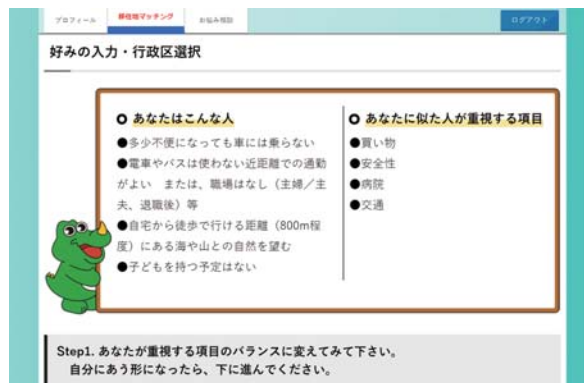 プロフィール
移住地マッチング
お悩み相談
ログアウト
好みの入力・行政区選択
あなたはこんな人
●多少不便になっても車には乗らない
●電車やバスは使わない近距離での通勤
がよい　または、職場はなし（主婦／主
夫、退職後）等
●自宅から徒歩で行ける距離（800m程
度）にある海や山との自然を望む
●子どもを持つ予定はない
あなたに似た人が重視する項目
●買い物
●安全性
●病院
●交通
Step1. あなたが重視する項目のバランスに変えてみて下さい。
自分にあう形になったら、下に進んでください。